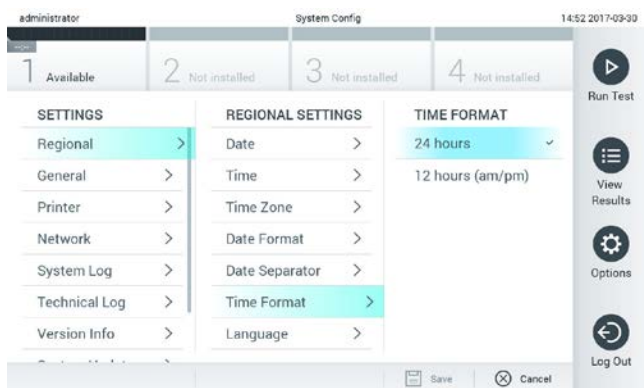 administrator System Config 14:52 2017-03-30
1 Available 2 Not installed 3 Not installed 4 Not installed
Run Test
SETTINGS
Regional
General
Printer
Network
System Log
Technical Log
Version Info
REGIONAL SETTINGS
Date
Time
Time Zone
Date Format
Date Separator
Time Format
Language
TIME FORMAT
24 hours
12 hours (am/pm)
View
Results
Options
Log Out
Save
Cancel